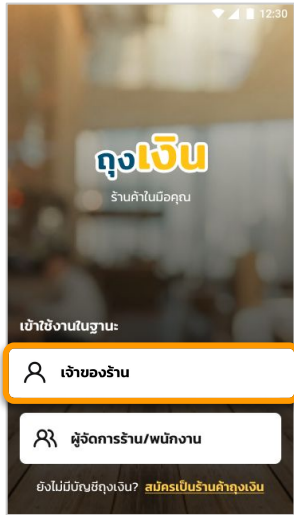 12:30
ถุงเงิน
ร้านค้าในมือคุณ
เข้าใช้งานในฐานะ
เจ้าของร้าน
ผู้จัดการร้าน/พนักงาน
ยังไม่มีบัญชีถุงเงิน? สมัครเป็นร้านค้าถุงเงิน